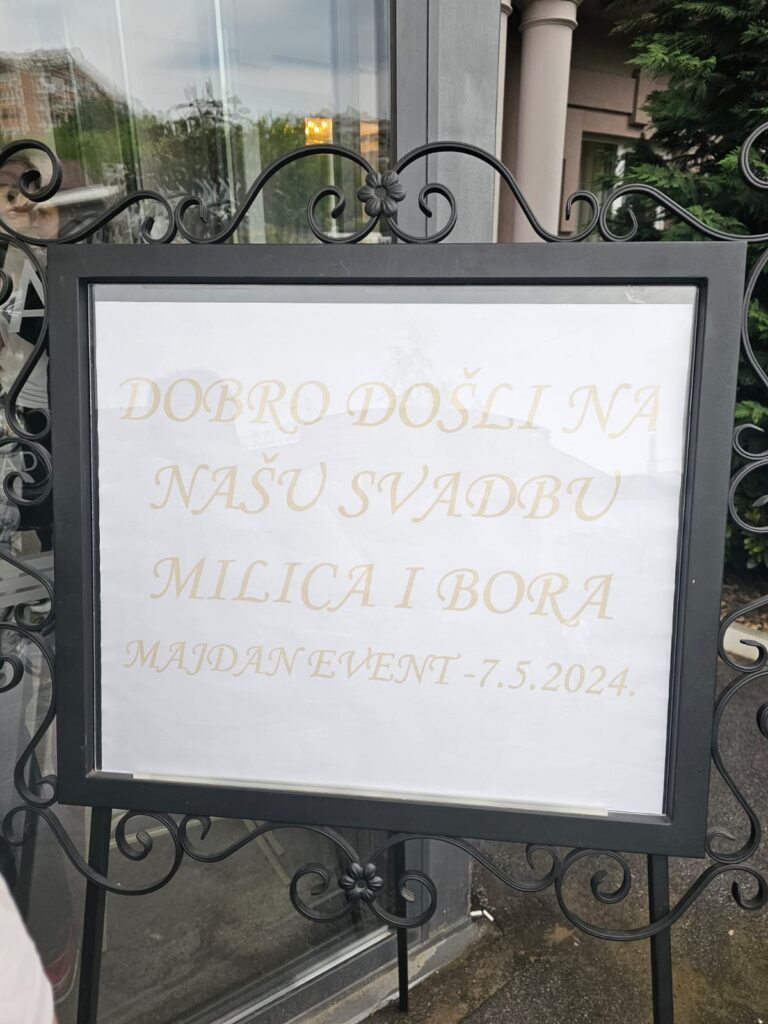 DOBRO DOŠLI NA
NAŠU SVADBU
MILICA I BORA
MAJDAN EVENT -7.5.2024.